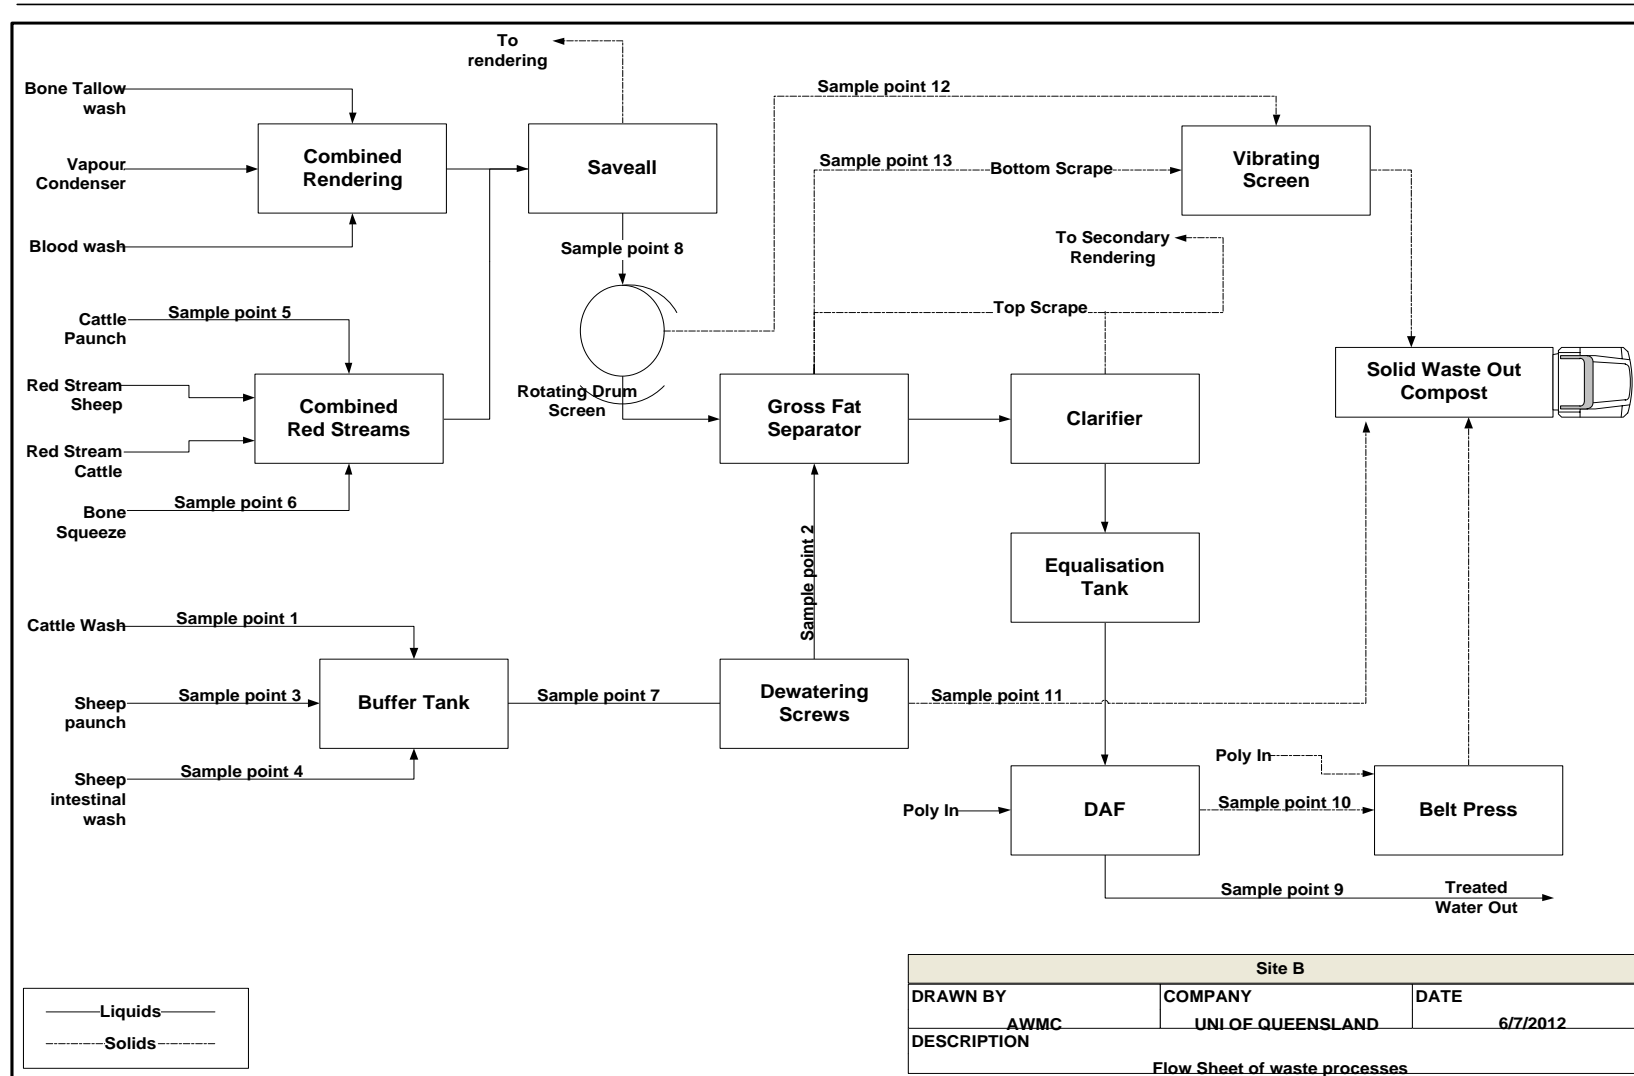 To
rendering
Bone Tallow
wash
Sample point 12
Combined
Rendering
Saveall
Vibrating
Screen
Vapour
Condenser
Sample point 13
Bottom Scrape
Blood wash
Sample point 8
To Secondary
Rendering
Cattle
Paunch
Sample point 5
Top Scrape
Red Stream
Sheep
Combined
Red Streams
Rotating Drum
Screen
Gross Fat
Separator
Clarifier
Solid Waste Out
Compost
Red Stream
Cattle
Sample point 6
Bone
Squeeze
Sample point 2
Equalisation
Tank
Cattle Wash
Sample point 1
Sheep
paunch
Sample point 3
Buffer Tank
Sample point 7
Dewatering
Screws
Sample point 11
Sheep
intestinal
wash
Sample point 4
Poly In
Poly In
DAF
Sample point 10
Belt Press
Sample point 9
Treated
Water Out
Liquids
Solids
Site B
DRAWN BY
AWMC
COMPANY
UNI OF QUEENSLAND
DATE
6/7/2012
DESCRIPTION
Flow Sheet of waste processes